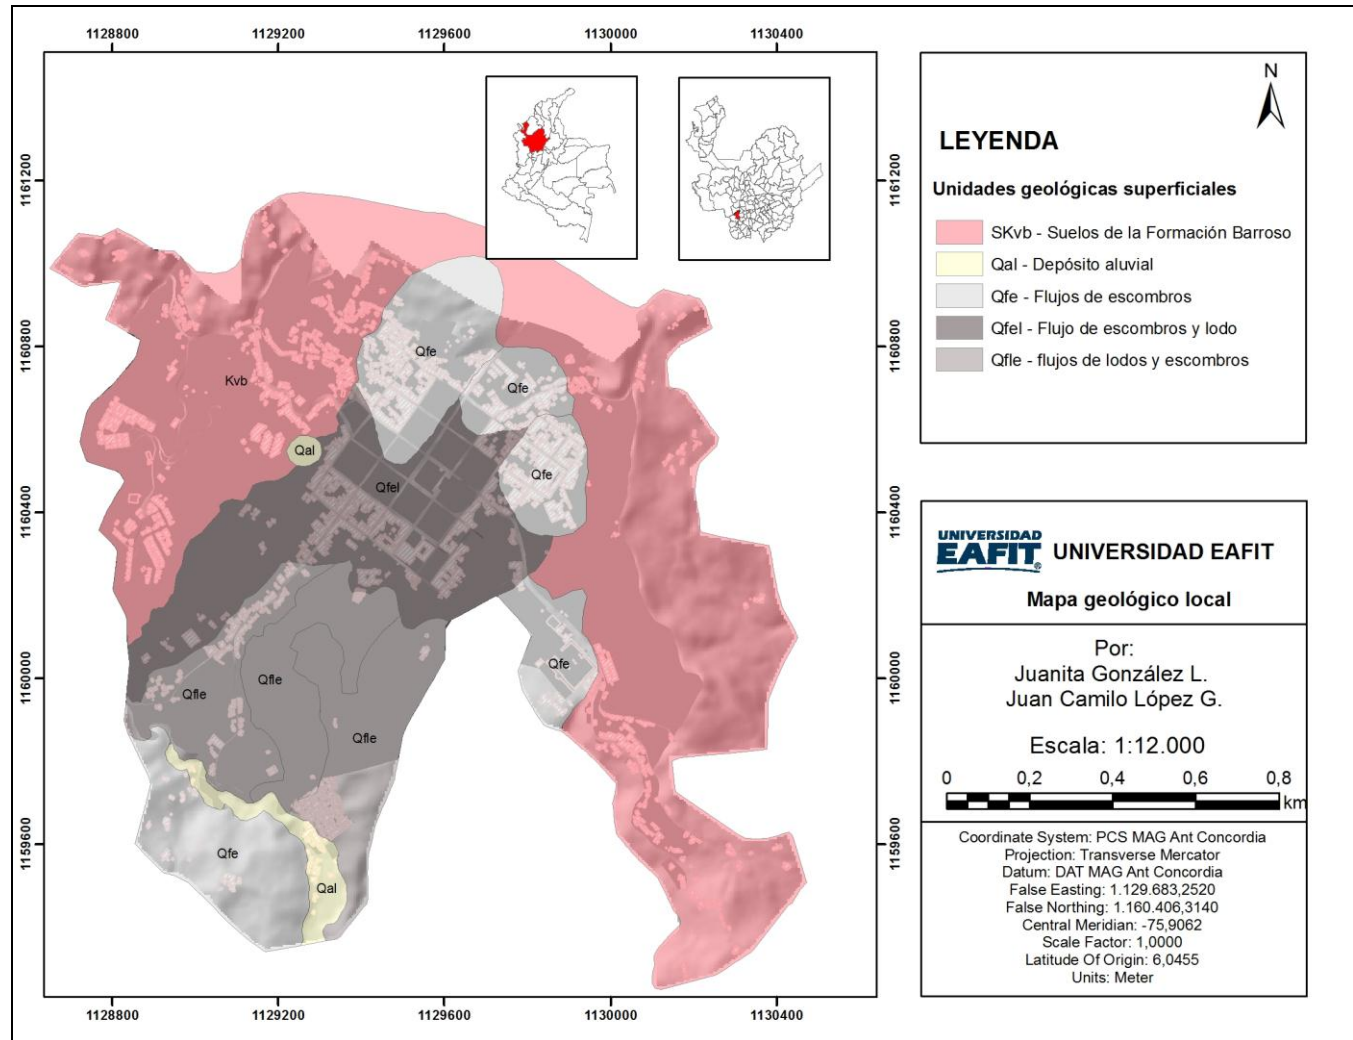 1128800 1129200 1129600 1130000 1130400
1161200
1160800
1160400
1160000
1159600
1161200
1160800
1160400
1160000
1159600
Qfe
Qfe
Kvb
Qal
Qfe
Qfel
Qfe
Qfle
Qfle
Qfle
Qfe
Qal
1128800 1129200 1129600 1130000 1130400
N
LEYENDA
Unidades geológicas superficiales
SKvb - Suelos de la Formación Barroso
Qal - Depósito aluvial
Qfe - Flujos de escombros
Qfel - Flujo de escombros y lodo
Qfle - flujos de lodos y escombros
UNIVERSIDAD
EAFIT®
UNIVERSIDAD EAFIT
Mapa geológico local
Por:
Juanita González L.
Juan Camilo López G.
Escala: 1:12.000
0 0,2 0,4 0,6 0,8
km
Coordinate System: PCS MAG Ant Concordia
Projection: Transverse Mercator
Datum: DAT MAG Ant Concordia
False Easting: 1.129.683,2520
False Northing: 1.160.406,3140
Central Meridian: -75,9062
Scale Factor: 1,0000
Latitude Of Origin: 6,0455
Units: Meter